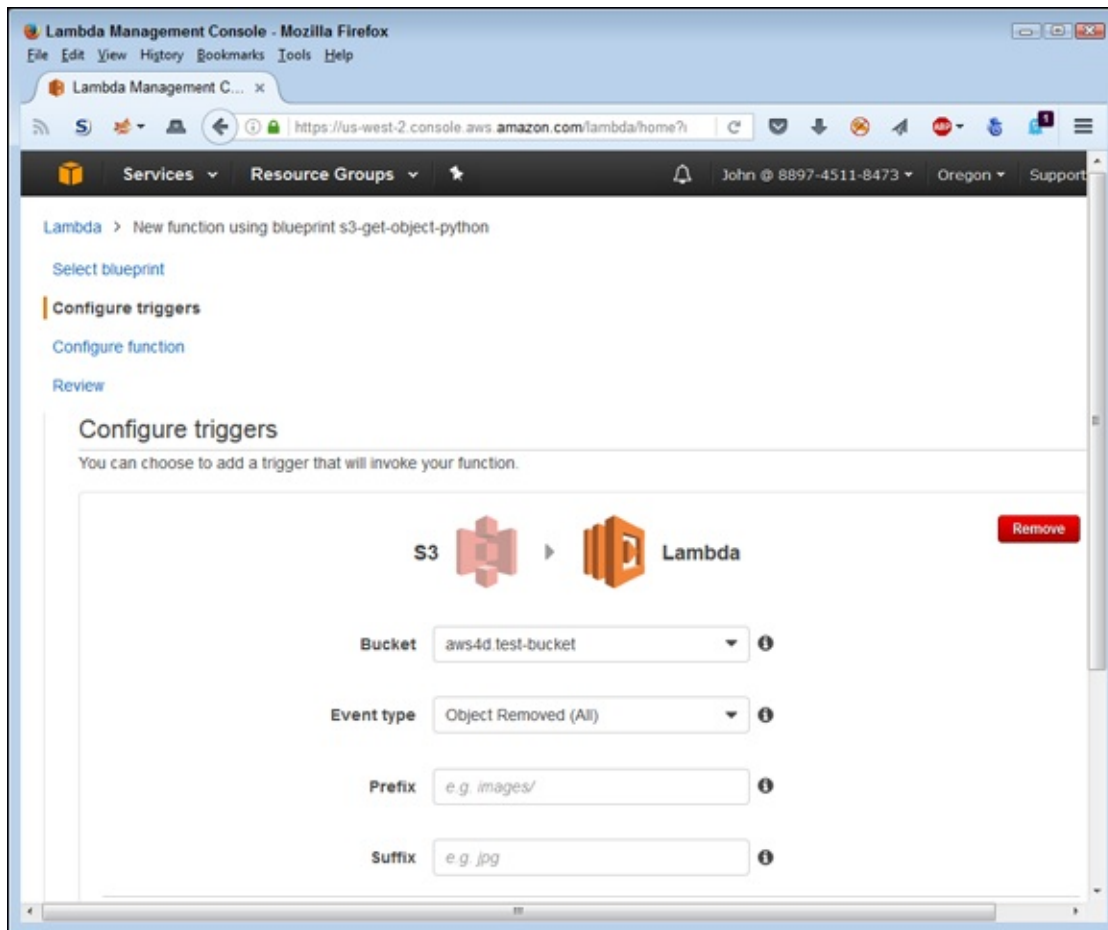 Lambda Management Console - Mozilla Firefox
File Edit View History Bookmarks Tools Help
Lambda Management C... ×
https://us-west-2.console.aws.amazon.com/lambda/home?
S ABP 1
Services Resource Groups John @ 8897-4511-8473 Oregon Support
Lambda > New function using blueprint s3-get-object-python
Select blueprint
Configure triggers
Configure function
Review
Configure triggers
You can choose to add a trigger that will invoke your function.
Remove
S3 Lambda
Bucket aws4d.test-bucket
Event type Object Removed (All)
Prefix e.g. images/
Suffix e.g. jpg